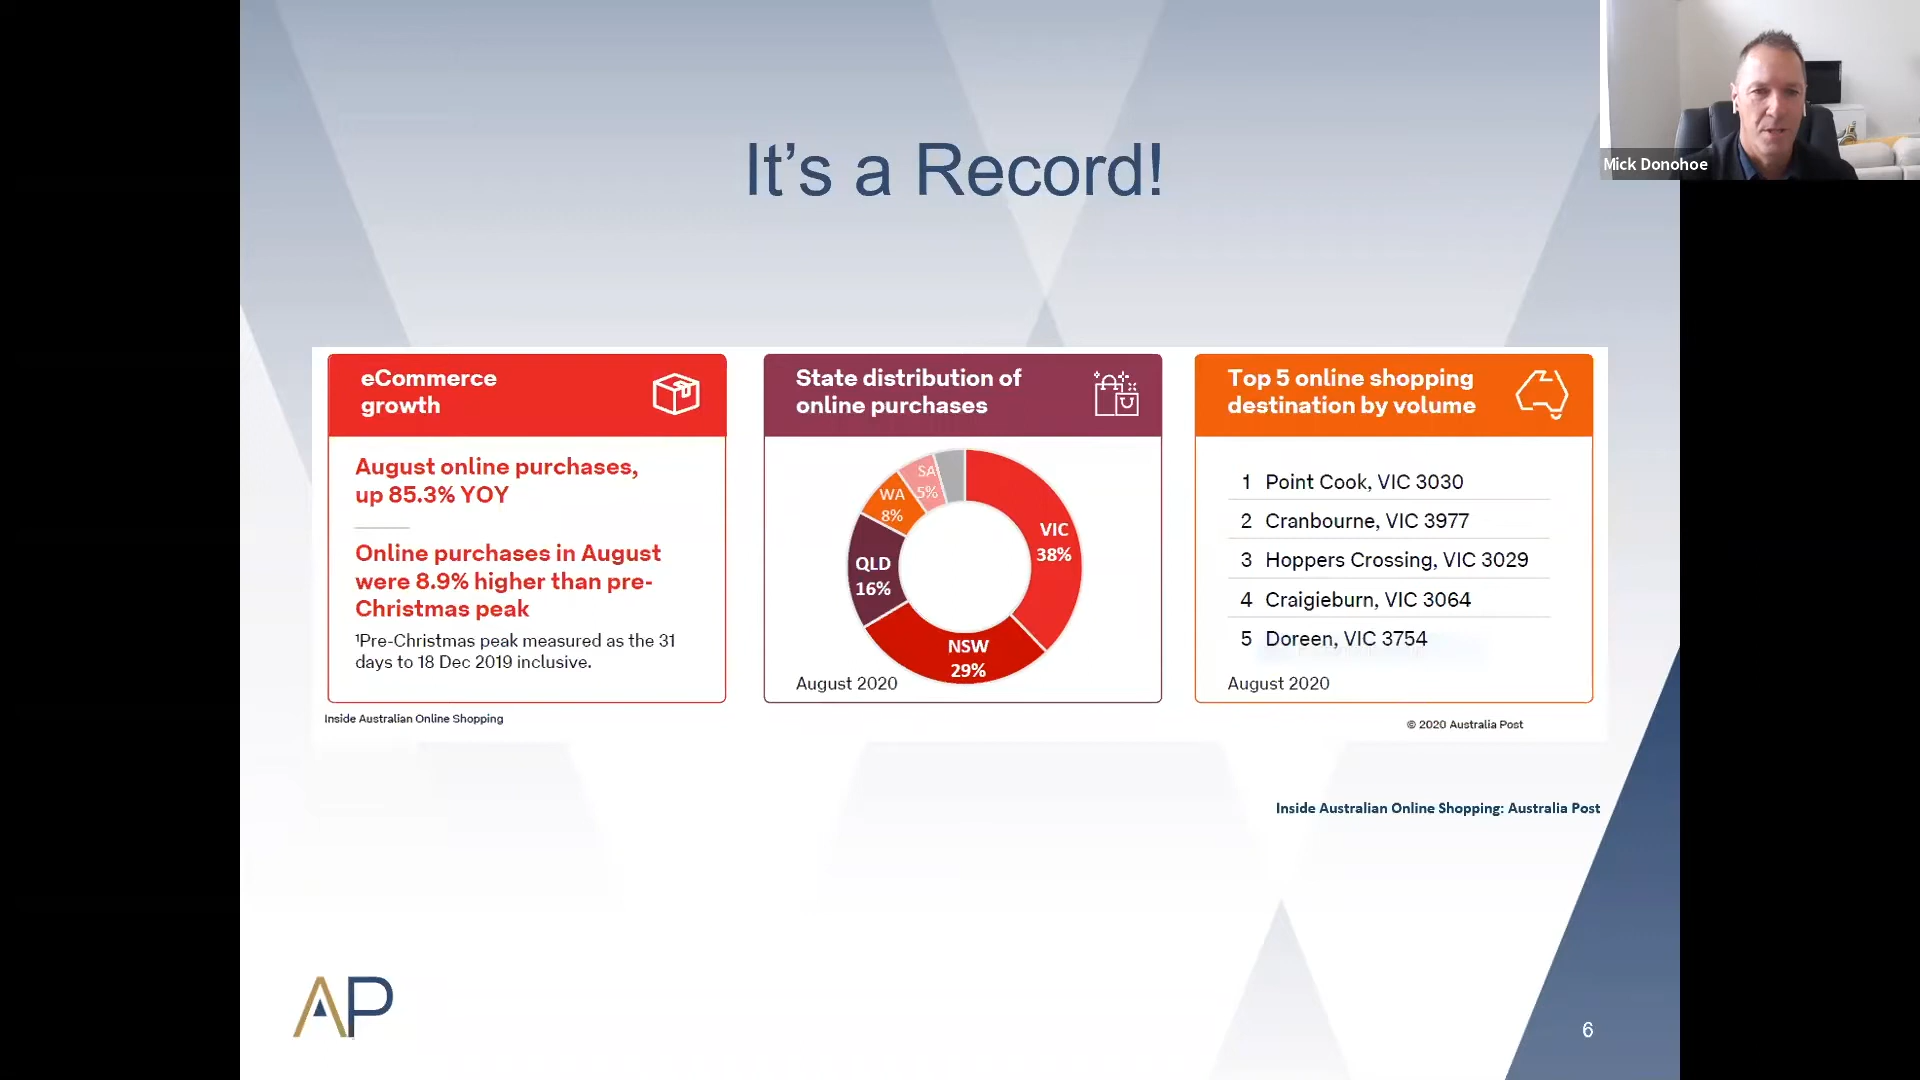 It's a Record!
Mick Donohoe
eCommerce
growth
August online purchases,
up 85.3% YOY
Online purchases in August
were 8.9% higher than pre-
Christmas peak
¹Pre-Christmas peak measured as the 31
days to 18 Dec 2019 inclusive.
Inside Australian Online Shopping
State distribution of
online purchases
SA
5%
WA
8%
VIC
38%
QLD
16%
NSW
29%
August 2020
Top 5 online shopping
destination by volume
1 Point Cook, VIC 3030
2 Cranbourne, VIC 3977
3 Hoppers Crossing, VIC 3029
4 Craigieburn, VIC 3064
5 Doreen, VIC 3754
August 2020
© 2020 Australia Post
Inside Australian Online Shopping: Australia Post
AP
6